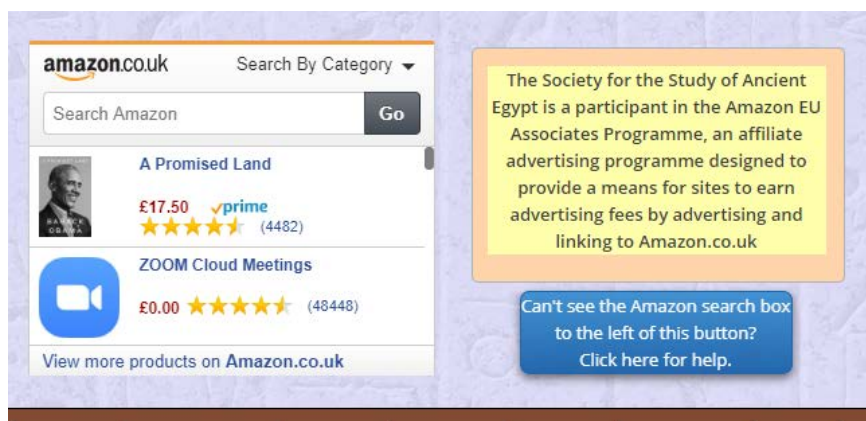 amazon.co.uk
Search By Category
Search Amazon
Go
A Promised Land
£17.50 prime
(4482)
BARACK
OBAMA
ZOOM Cloud Meetings
£0.00 (48448)
View more products on Amazon.co.uk
The Society for the Study of Ancient
Egypt is a participant in the Amazon EU
Associates Programme, an affiliate
advertising programme designed to
provide a means for sites to earn
advertising fees by advertising and
linking to Amazon.co.uk
Can't see the Amazon search box
to the left of this button?
Click here for help.